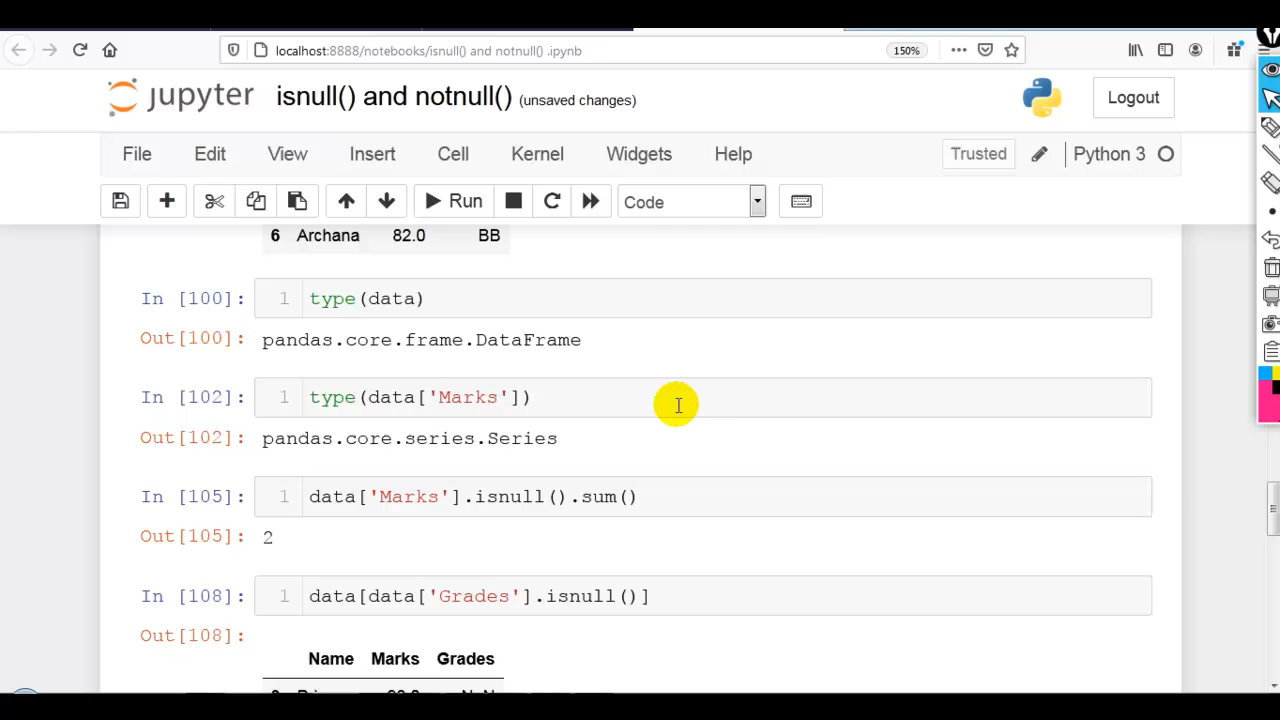 localhost:8888/notebooks/isnull() and notnull() .ipynb
150%
jupyter isnull() and notnull() (unsaved changes)
Logout
File Edit View Insert Cell Kernel Widgets Help
Trusted
Python 3
Run
Code
6 Archana 82.0 BB
In [100]: 1 type(data)
Out[100]: pandas.core.frame.DataFrame
In [102]: 1 type(data['Marks'])
Out[102]: pandas.core.series.Series
In [105]: 1 data['Marks'].isnull().sum()
Out[105]: 2
In [108]: 1 data[data['Grades'].isnull()]
Out[108]:
Name Marks Grades